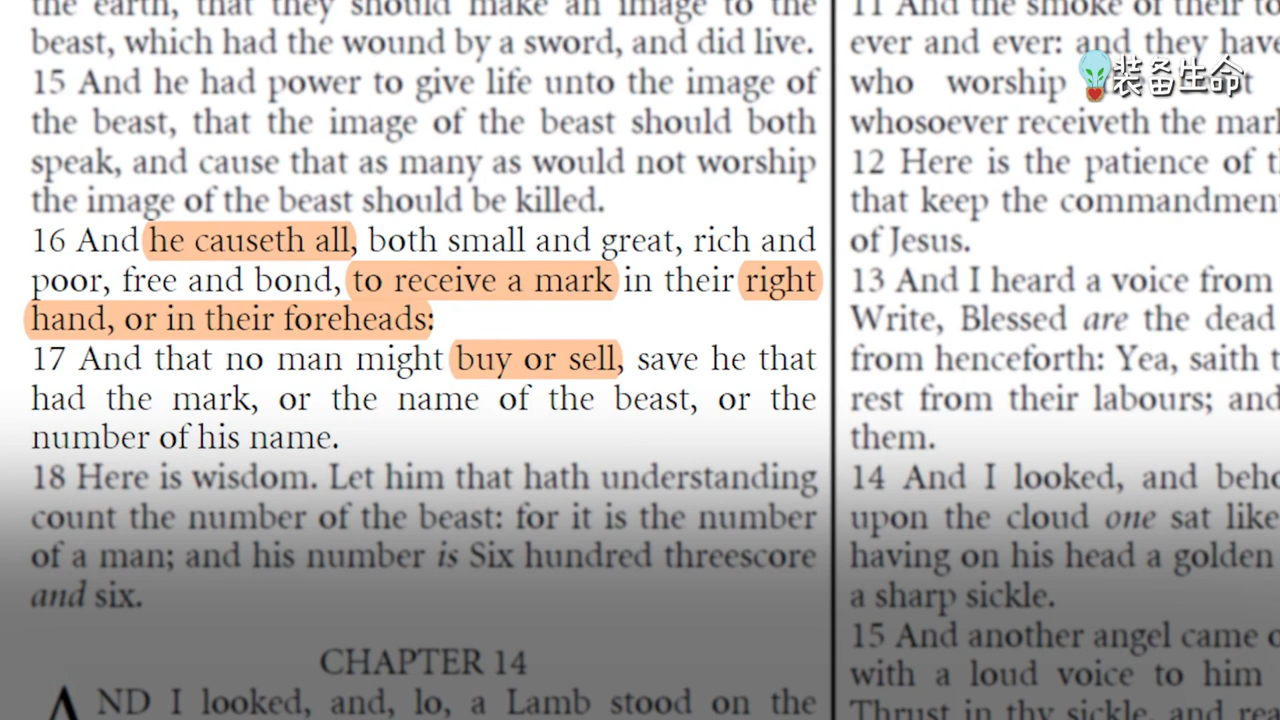 the earth, that they should make an image to the
beast, which had the wound by a sword, and did live.
15 And he had power to give life unto the image of
the beast, that the image of the beast should both
speak, and cause that as many as would not worship
the image of the beast should be killed.
16 And he causeth all, both small and great, rich and
poor, free and bond, to receive a mark in their right
hand, or in their foreheads:
17 And that no man might buy or sell, save he that
had the mark, or the name of the beast, or the
number of his name.
18 Here is wisdom. Let him that hath understanding
count the number of the beast: for it is the number
of a man; and his number is Six hundred threescore
and six.
CHAPTER 14
AND I looked, and, lo, a Lamb stood on the
11 And the smoke of their
ever and ever: and they have
who worship
whosoever receiveth the
12 Here is the patience of
that keep the
of Jesus.
13 And I heard a voice from
Write, Blessed are the dead
from henceforth: Yea, saith
rest from their labours; and
them.
14 And I looked, and
upon the cloud one sat like
having on his head a golden
a sharp sickle.
15 And another angel came
with a loud voice to him
Thrust in thy sickle, and
装备生命